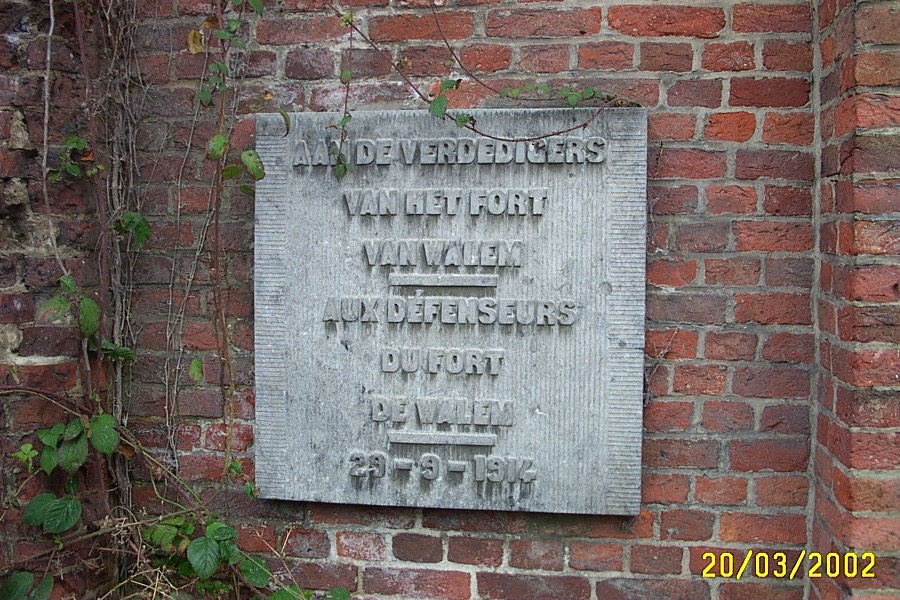 AAN DE VERDEDIGERS
VAN HET FORT
VAN WALEM
AUX DÉFENSEURS
DU FORT
DE WALEM
29-9-1914
20/03/2002